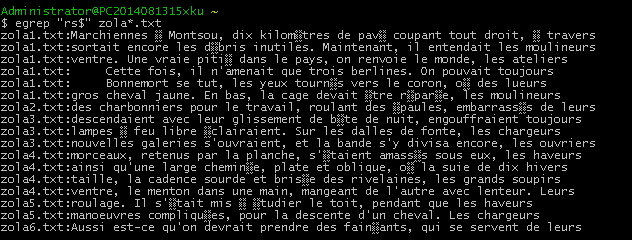 Administrator@PC2014081315xku ~
$ egrep "rs$" zola*.txt
zola1.txt:Marchiennes ▒ Montsou, dix kilom▒tres de pav▒ coupant tout droit, ▒ travers
zola1.txt:sortait encore les d▒bris inutiles. Maintenant, il entendait les moulineurs
zola1.txt:ventre. Une vraie piti▒ dans le pays, on renvoie le monde, les ateliers
zola1.txt:    Cette fois, il n'amenait que trois berlines. On pouvait toujours
zola1.txt:    Bonnemort se tut, les yeux tourn▒s vers le coron, o▒ des lueurs
zola1.txt:gros cheval jaune. En bas, la cage devait ▒tre r▒par▒e, les moulineurs
zola2.txt:des charbonniers pour le travail, roulant des ▒paules, embarrass▒s de leurs
zola3.txt:descendaient avec leur glissement de b▒te de nuit, engouffraient toujours
zola3.txt:lampes ▒ feu libre ▒clairaient. Sur les dalles de fonte, les chargeurs
zola3.txt:nouvelles galeries s'ouvraient, et la bande s'y divisa encore, les ouvriers
zola4.txt:morceaux, retenus par la planche, s'▒taient amass▒s sous eux, les haveurs
zola4.txt:ainsi qu'une large chemin▒e, plate et oblique, o▒ la suie de dix hivers
zola4.txt:taille, la cadence sourde et bris▒e des rivelaines, les grands soupirs
zola4.txt:ventre, le menton dans une main, mangeant de l'autre avec lenteur. Leurs
zola5.txt:roulage. Il s'▒tait mis ▒ ▒tudier le toit, pendant que les haveurs
zola5.txt:manoeuvres compliqu▒es, pour la descente d'un cheval. Les chargeurs
zola6.txt:Aussi est-ce qu'on devrait prendre des fain▒ants, qui se servent de leurs